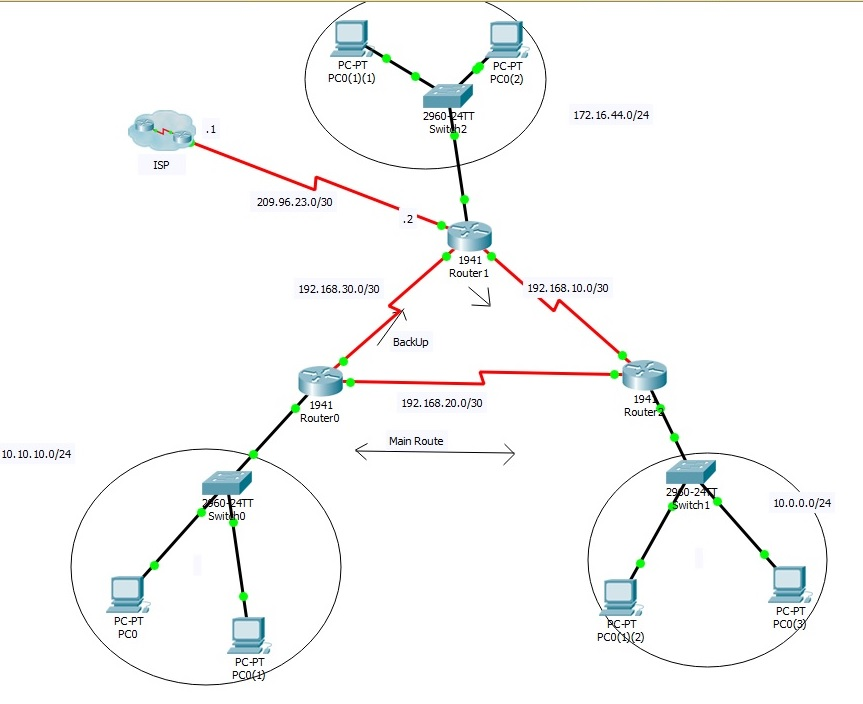 PC-PT
PC0(1)(1)
PC-PT
PC0(2)
2960-24TT
Switch2
172.16.44.0/24
.1
ISP
209.96.23.0/30
.2
1941
Router1
192.168.30.0/30
192.168.10.0/30
BackUp
1941
Router0
192.168.20.0/30
1941
Router2
Main Route
10.10.10.0/24
2960-24TT
Switch0
2960-24TT
Switch1
10.0.0.0/24
PC-PT
PC0
PC-PT
PC0(1)
PC-PT
PC0(1)(2)
PC-PT
PC0(3)